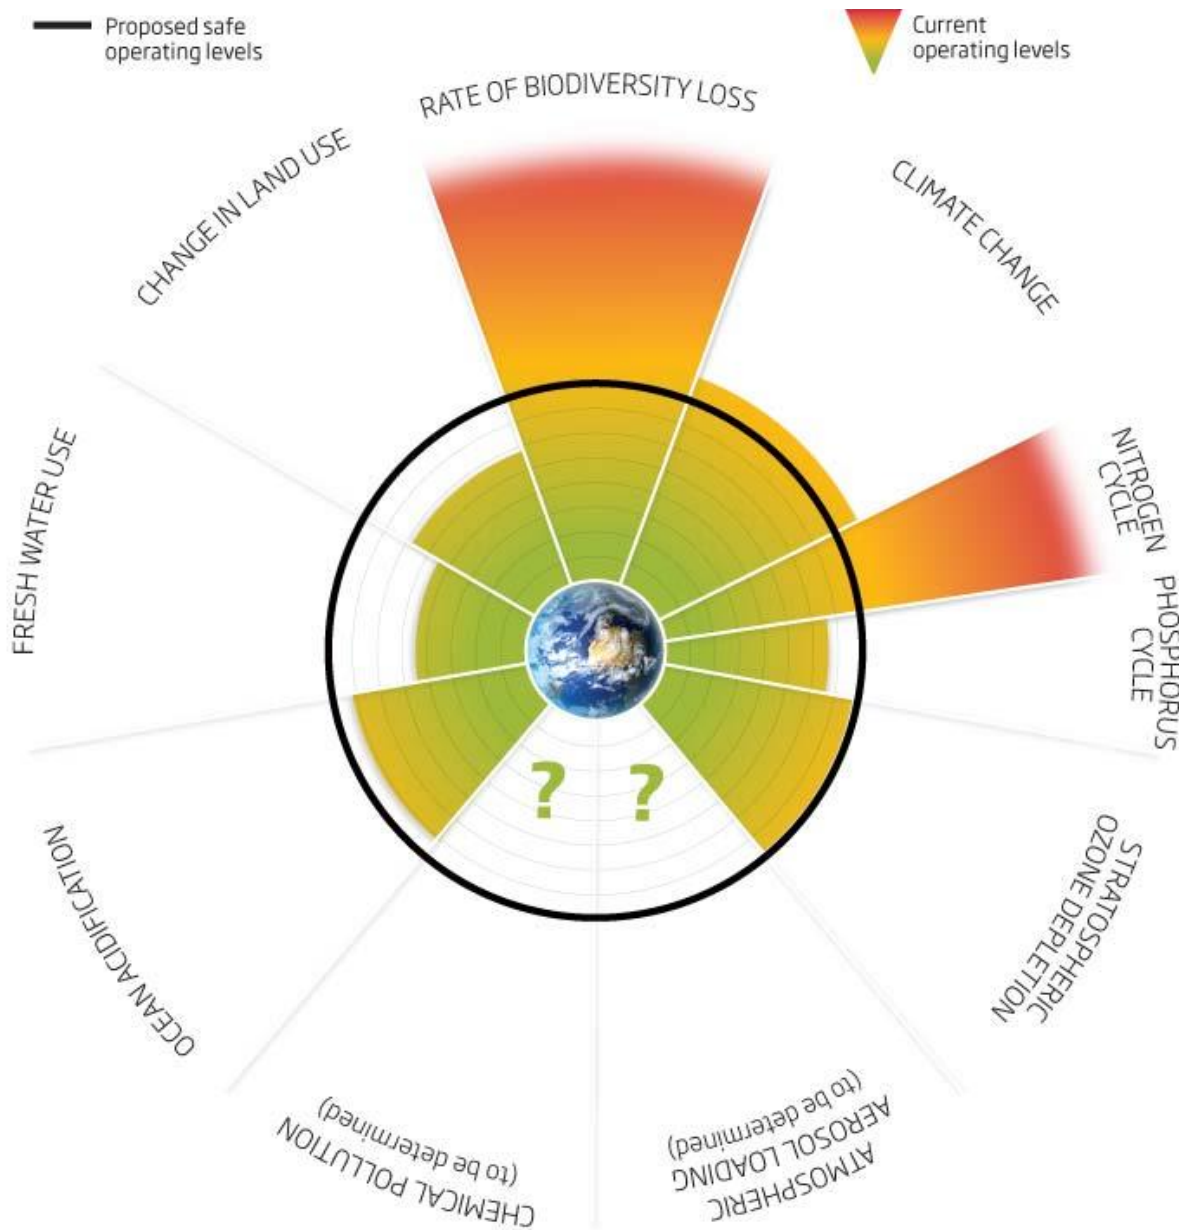 Proposed safe
operating levels
Current
operating levels
RATE OF BIODIVERSITY LOSS
CLIMATE CHANGE
NITROGEN
CYCLE
PHOSPHORUS
CYCLE
STRATOSPHERIC
OZONE DEPLETION
ATMOSPHERIC
AEROSOL LOADING
(to be determined)
CHEMICAL POLLUTION
(to be determined)
OCEAN ACIDIFICATION
FRESH WATER USE
CHANGE IN LAND USE
? ?